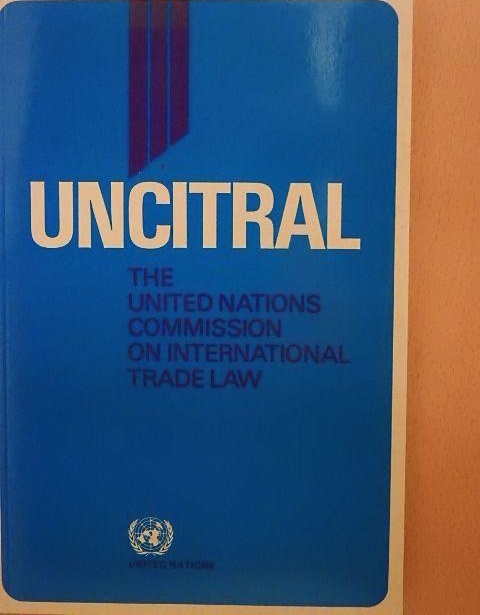 UNCITRAL
THE
UNITED NATIONS
COMMISSION
ON INTERNATIONAL
TRADE LAW
UNITED NATIONS